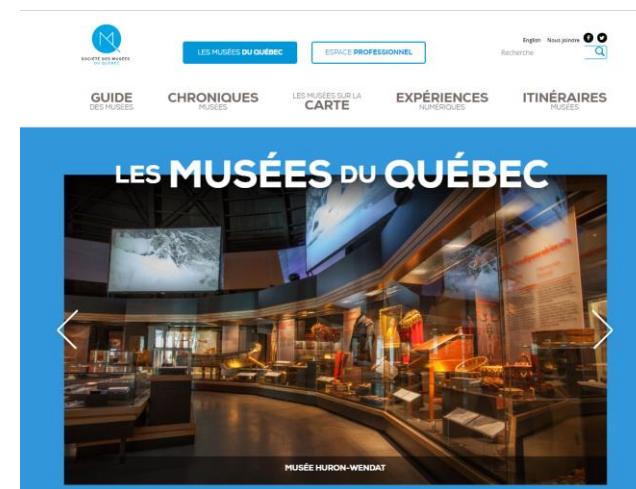 SOCIÉTÉ DES MUSÉES
DU QUÉBEC
LES MUSÉES DU QUÉBEC
ESPACE PROFESSIONNEL
English Nous joindre
Recherche
GUIDE
DES MUSÉES
CHRONIQUES
MUSÉES
LES MUSÉES SUR LA
CARTE
EXPÉRIENCES
NUMÉRIQUES
ITINÉRAIRES
MUSÉES
LES MUSÉES DU QUÉBEC
MUSÉE HURON-WENDAT